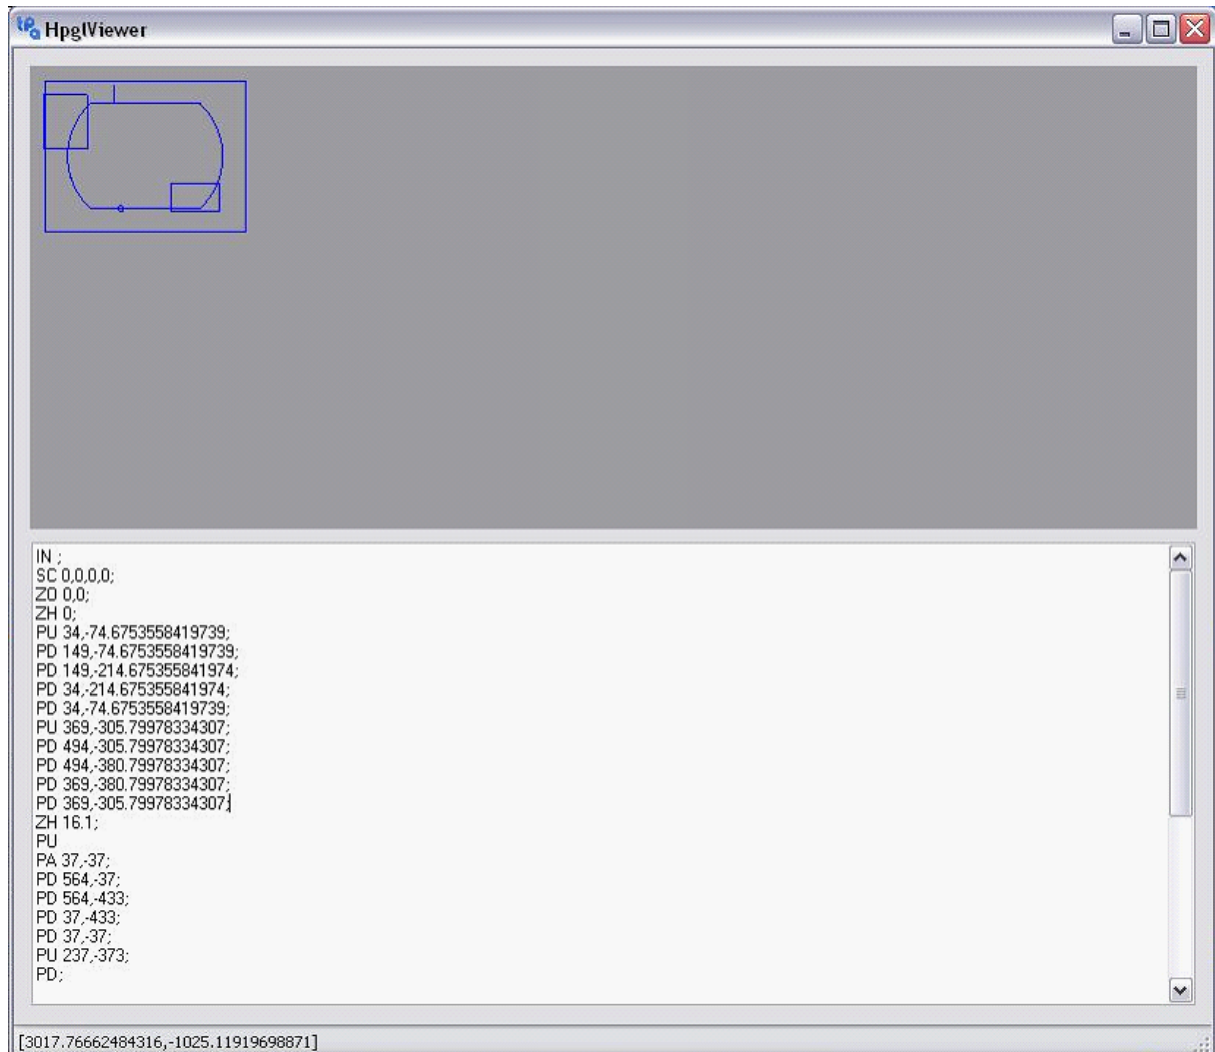 HpglViewer
IN ;
SC 0,0,0,0;
ZO 0,0;
ZH 0;
PU 34,-74.6753558419739;
PD 149,-74.6753558419739;
PD 149,-214.675355841974;
PD 34,-214.675355841974;
PD 34,-74.6753558419739;
PU 369,-305.79978334307;
PD 494,-305.79978334307;
PD 494,-380.79978334307;
PD 369,-380.79978334307;
PD 369,-305.79978334307;
ZH 16.1;
PU
PA 37,-37;
PD 564,-37;
PD 564,-433;
PD 37,-433;
PD 37,-37;
PU 237,-373;
PD;
[3017.76662484316,-1025.11919698871]